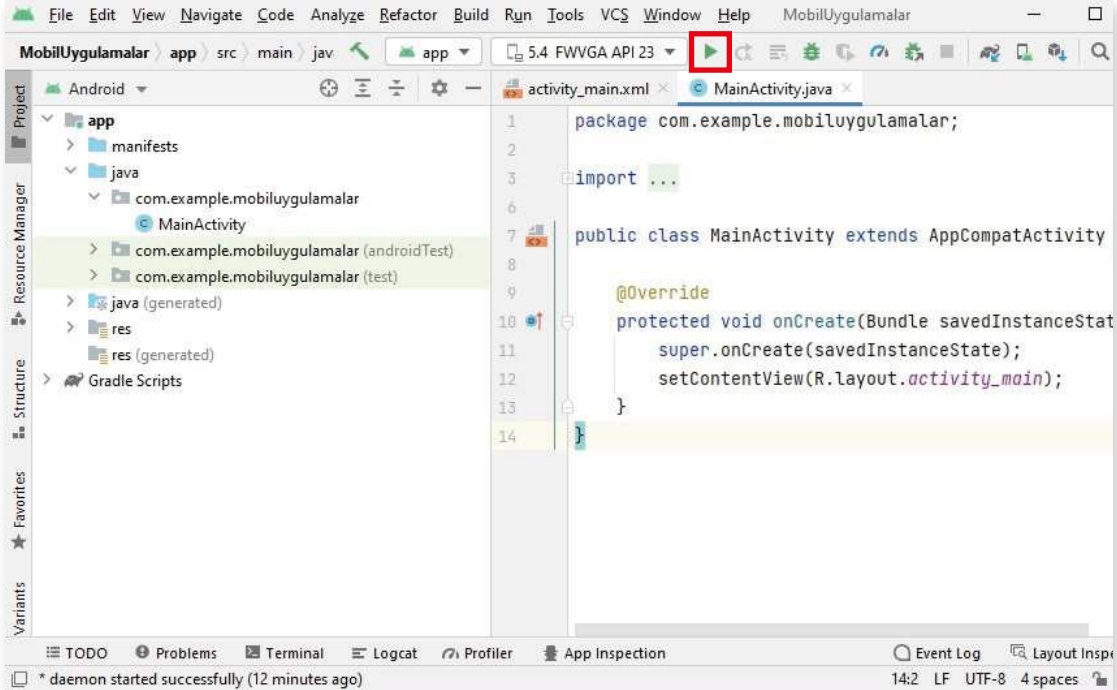 File Edit View Navigate Code Analyze Refactor Build Run Tools VCS Window Help MobilUygulamalar
MobilUygulamalar app src main jav app 5.4 FWVGA API 23
Project
Resource Manager
Structure
Favorites
Variants
Android
app
manifests
java
com.example.mobiluygulamalar
C MainActivity
com.example.mobiluygulamalar (androidTest)
com.example.mobiluygulamalar (test)
java (generated)
res
res (generated)
Gradle Scripts
activity_main.xml C MainActivity.java
1 package com.example.mobiluygulamalar;
2
3 import ...
6
7 public class MainActivity extends AppCompatActivity
8
9 @Override
10 protected void onCreate(Bundle savedInstanceStat
11 super.onCreate(savedInstanceState);
12 setContentView(R.layout.activity_main);
13 }
14 }
TODO Problems Terminal Logcat Profiler App Inspection Event Log Layout Inspe
* daemon started successfully (12 minutes ago) 14:2 LF UTF-8 4 spaces